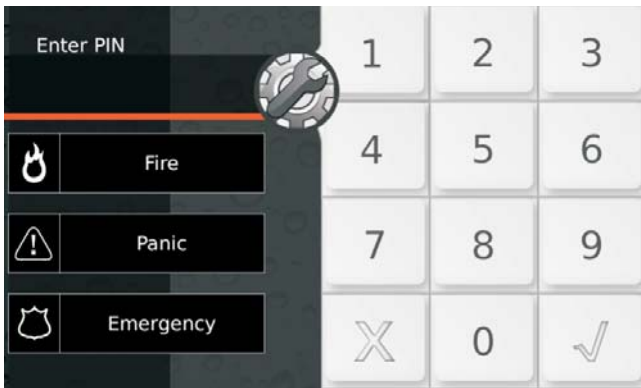 Enter PIN
1 2 3
Fire
4 5 6
Panic
7 8 9
Emergency
X 0 √